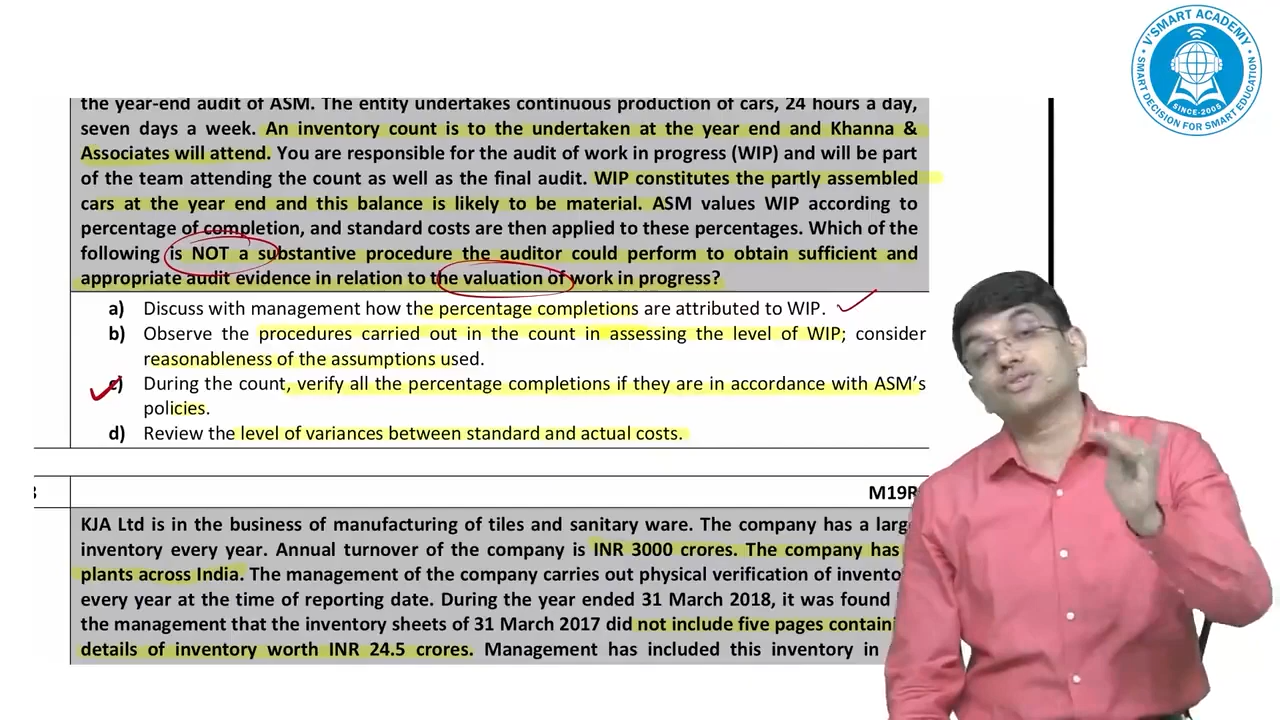 V'SMART ACADEMY
SINCE-2005
SMART DECISION FOR SMART EDUCATION
the year-end audit of ASM. The entity undertakes continuous production of cars, 24 hours a day,
seven days a week. An inventory count is to the undertaken at the year end and Khanna &
Associates will attend. You are responsible for the audit of work in progress (WIP) and will be part
of the team attending the count as well as the final audit. WIP constitutes the partly assembled
cars at the year end and this balance is likely to be material. ASM values WIP according to
percentage of completion, and standard costs are then applied to these percentages. Which of the
following is NOT a substantive procedure the auditor could perform to obtain sufficient and
appropriate audit evidence in relation to the valuation of work in progress?
a) Discuss with management how the percentage completions are attributed to WIP.
b) Observe the procedures carried out in the count in assessing the level of WIP; consider
reasonableness of the assumptions used.
c) During the count, verify all the percentage completions if they are in accordance with ASM's
policies.
d) Review the level of variances between standard and actual costs.
M19R
KJA Ltd is in the business of manufacturing of tiles and sanitary ware. The company has a larg
inventory every year. Annual turnover of the company is INR 3000 crores. The company has
plants across India. The management of the company carries out physical verification of invento
every year at the time of reporting date. During the year ended 31 March 2018, it was found
the management that the inventory sheets of 31 March 2017 did not include five pages contain
details of inventory worth INR 24.5 crores. Management has included this inventory in